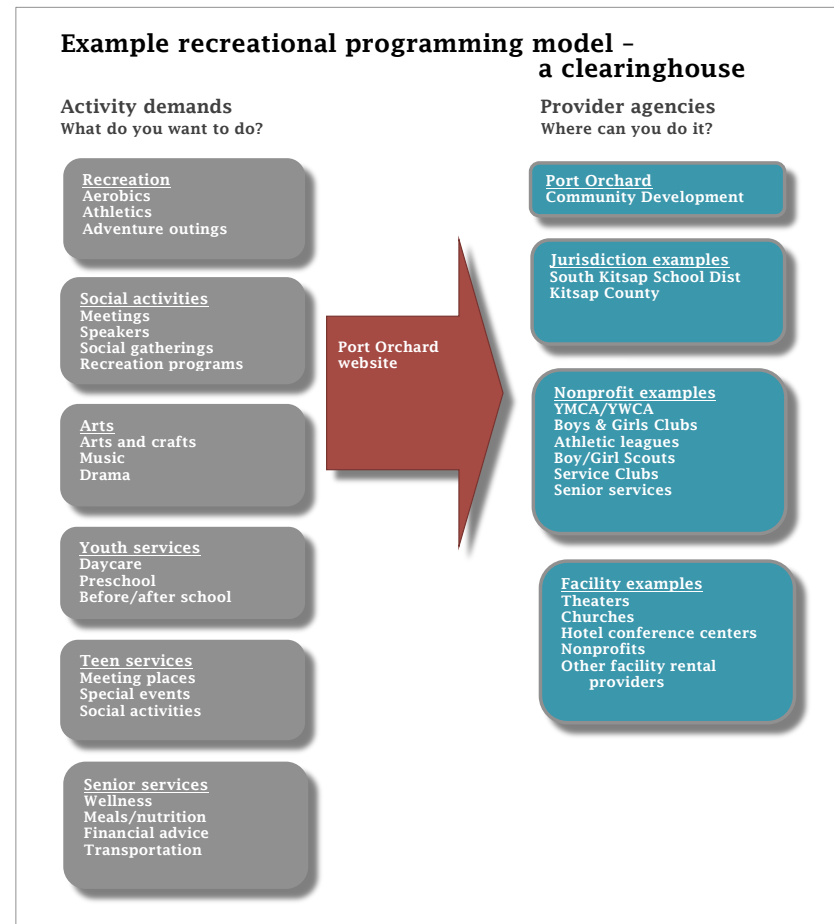 Example recreational programming model –
a clearinghouse
Activity demands
What do you want to do?
Recreation
Aerobics
Athletics
Adventure outings
Social activities
Meetings
Speakers
Social gatherings
Recreation programs
Arts
Arts and crafts
Music
Drama
Youth services
Daycare
Preschool
Before/after school
Teen services
Meeting places
Special events
Social activities
Senior services
Wellness
Meals/nutrition
Financial advice
Transportation
Port Orchard
website
Provider agencies
Where can you do it?
Port Orchard
Community Development
Jurisdiction examples
South Kitsap School Dist
Kitsap County
Nonprofit examples
YMCA/YWCA
Boys & Girls Clubs
Athletic leagues
Boy/Girl Scouts
Service Clubs
Senior services
Facility examples
Theaters
Churches
Hotel conference centers
Nonprofits
Other facility rental
providers